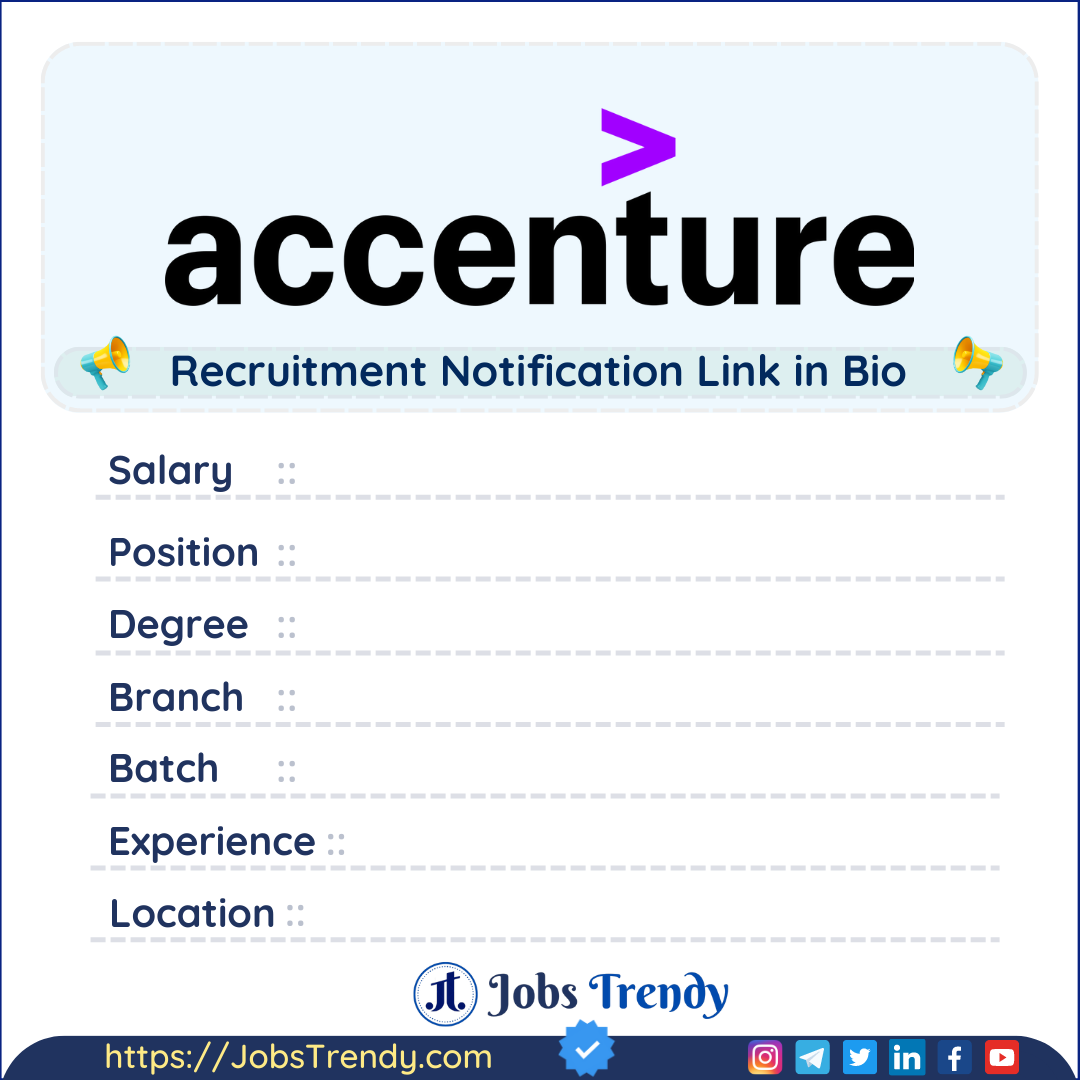 >
accenture
Recruitment Notification Link in Bio
Salary ::
Position ::
Degree ::
Branch ::
Batch ::
Experience ::
Location ::
Jobs Trendy
https://JobsTrendy.com